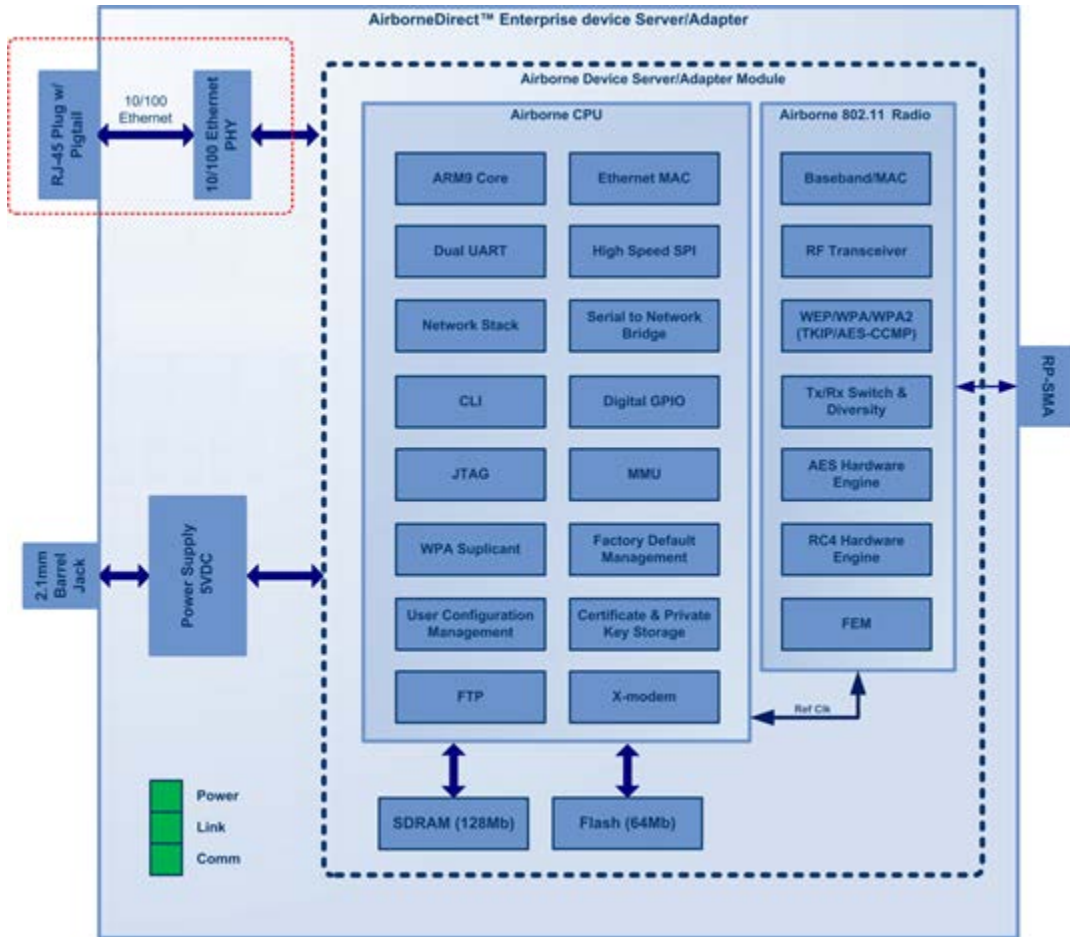 AirborneDirect™ Enterprise device Server/Adapter
RJ-45 Plug w/
Pigtail
10/100
Ethernet
10/100 Ethernet
PHY
Airborne Device Server/Adapter Module
Airborne CPU
ARM9 Core
Ethernet MAC
Dual UART
High Speed SPI
Network Stack
Serial to Network
Bridge
CLI
Digital GPIO
JTAG
MMU
WPA Suplicant
Factory Default
Management
User Configuration
Management
Certificate & Private
Key Storage
FTP
X-modem
Airborne 802.11 Radio
Baseband/MAC
RF Transceiver
WEP/WPA/WPA2
(TKIP/AES-CCMP)
Tx/Rx Switch &
Diversity
AES Hardware
Engine
RC4 Hardware
Engine
FEM
RP-SMA
Ref Clk
2.1mm
Barrel
Jack
Power Supply
5VDC
SDRAM (128Mb)
Flash (64Mb)
Power
Link
Comm